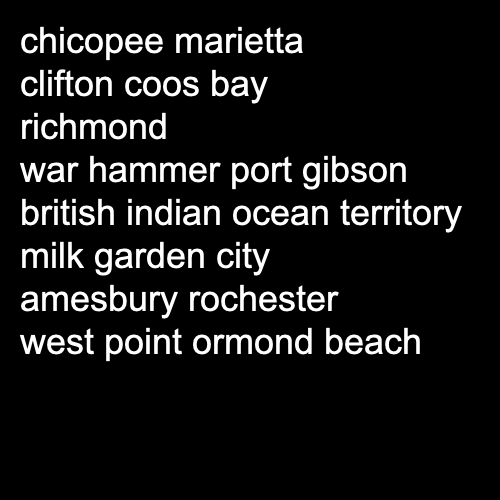 chicopee marietta
clifton coos bay
richmond
war hammer port gibson
british indian ocean territory
milk garden city
amesbury rochester
west point ormond beach